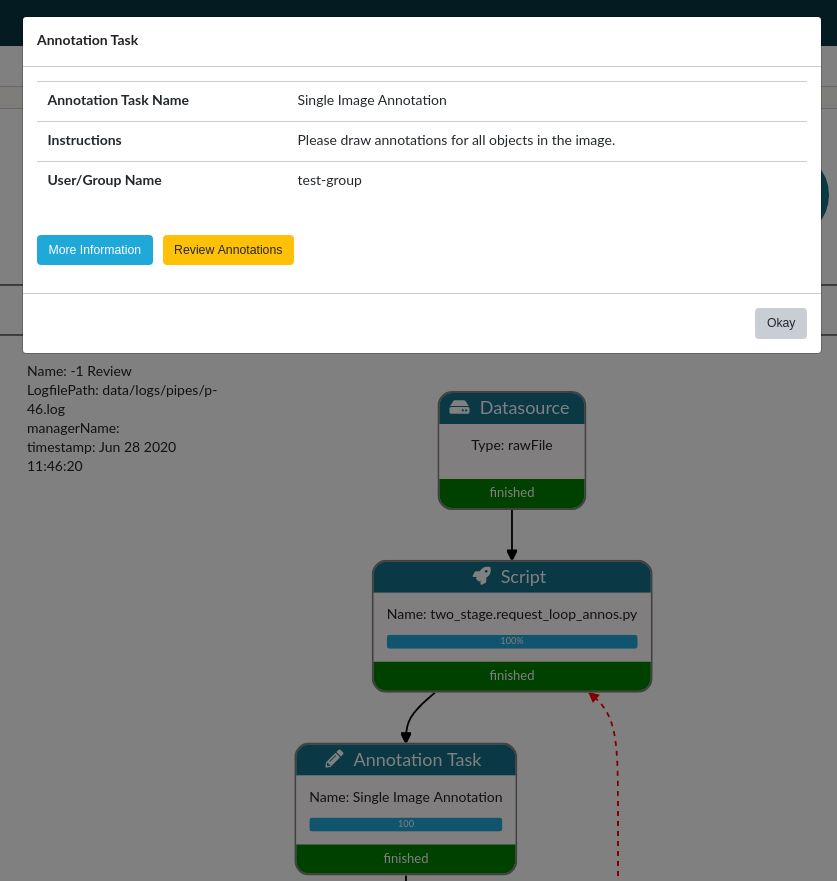 Annotation Task
Annotation Task Name Single Image Annotation
Instructions Please draw annotations for all objects in the image.
User/Group Name test-group
More Information Review Annotations
Okay
Name: -1 Review
LogfilePath: data/logs/pipes/p-
46.log
managerName:
timestamp: Jun 28 2020
11:46:20
Datasource
Type: rawFile
finished
Script
Name: two_stage.request_loop_annos.py
100%
finished
Annotation Task
Name: Single Image Annotation
100
finished